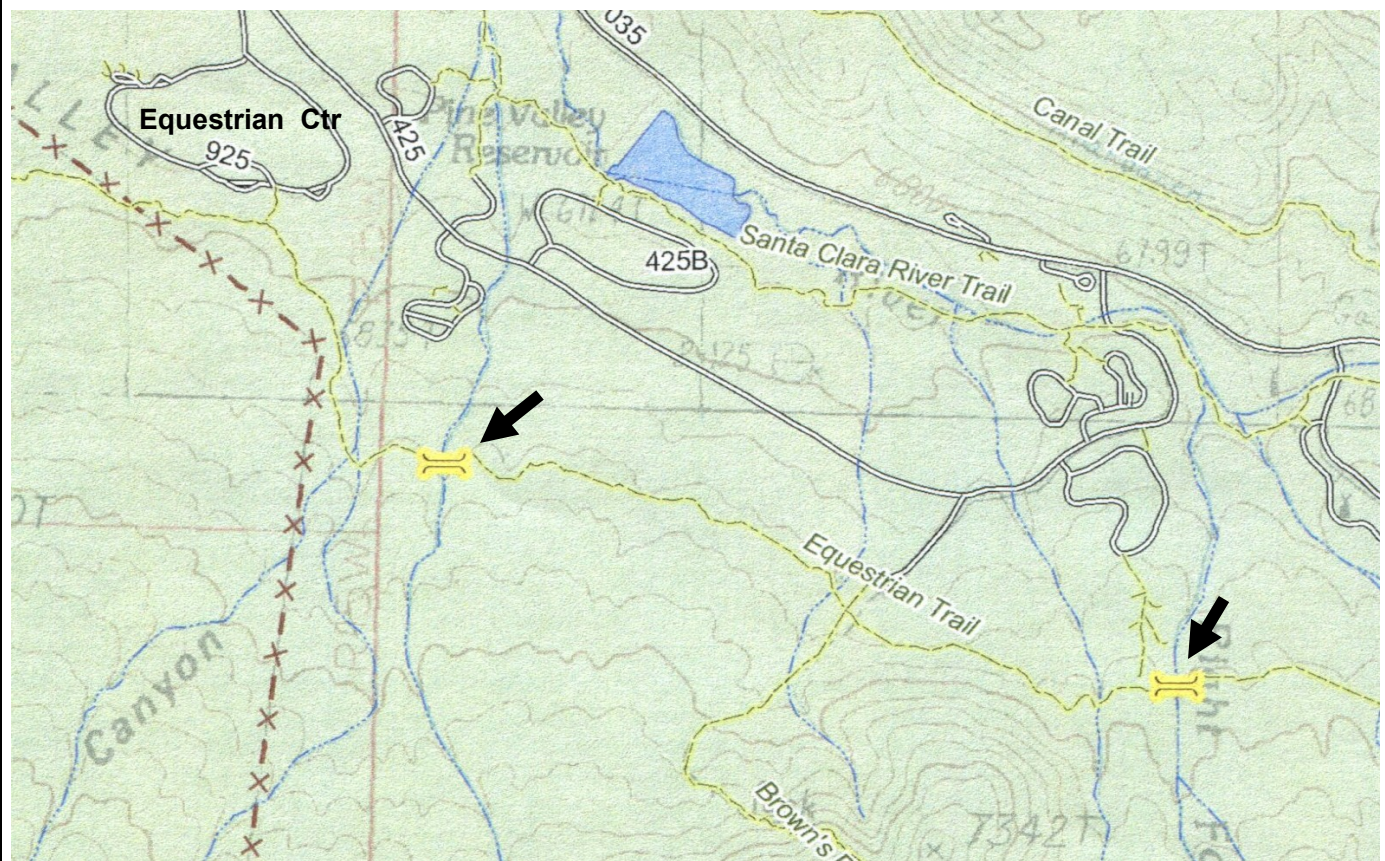 035
Equestrian Ctr
925
425
Pine Valley
Reservoir
Canal Trail
425B
Santa Clara River Trail
6799T
Equestrian Trail
Canyon
Right
Brown's
7342T